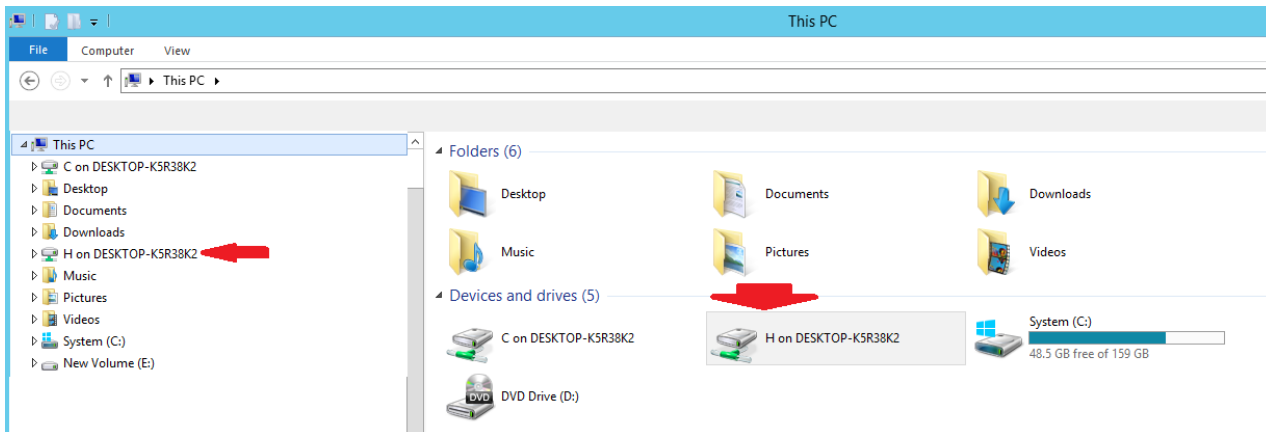 This PC
File Computer View
This PC
This PC
C on DESKTOP-K5R38K2
Desktop
Documents
Downloads
H on DESKTOP-K5R38K2
Music
Pictures
Videos
System (C:)
New Volume (E:)
Folders (6)
Desktop Documents Downloads
Music Pictures Videos
Devices and drives (5)
C on DESKTOP-K5R38K2 H on DESKTOP-K5R38K2 System (C:)
48.5 GB free of 159 GB
DVD DVD Drive (D:)